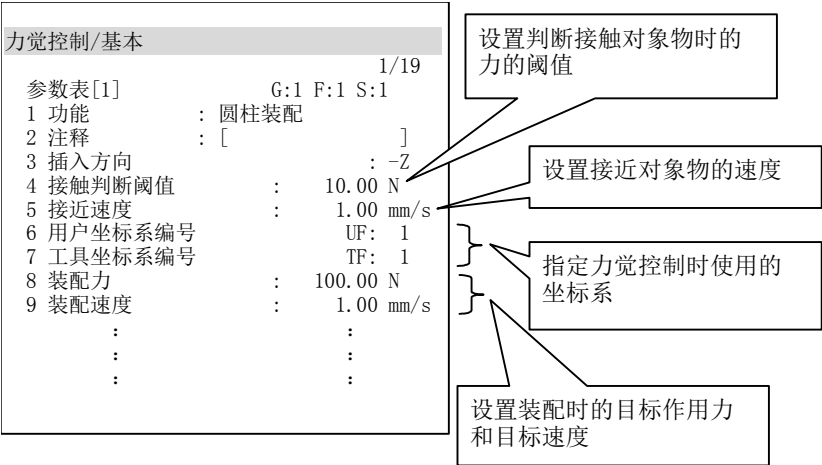 力觉控制/基本
1/19
参数表[1] G:1 F:1 S:1
1 功能 : 圆柱装配
2 注释 : [ ]
3 插入方向 : -Z
4 接触判断阈值 : 10.00 N
5 接近速度 : 1.00 mm/s
6 用户坐标系编号 UF: 1
7 工具坐标系编号 TF: 1
8 装配力 : 100.00 N
9 装配速度 : 1.00 mm/s
: :
: :
: :
设置判断接触对象物时的
力的阈值
设置接近对象物的速度
指定力觉控制时使用的
坐标系
设置装配时的目标作用力
和目标速度